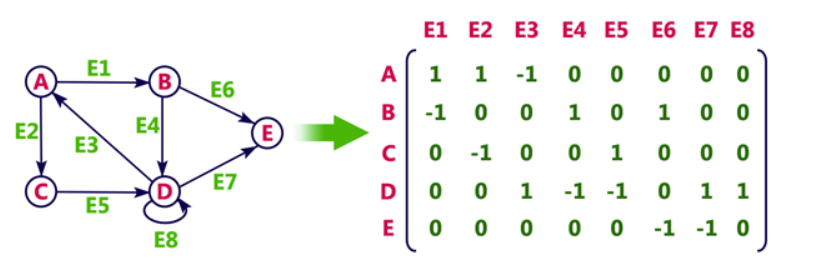 A E1 B E6
E2 E3 E4 E
C E5 D E7
E8
E1 E2 E3 E4 E5 E6 E7 E8
A 1 1 -1 0 0 0 0 0
B -1 0 0 1 0 1 0 0
C 0 -1 0 0 1 0 0 0
D 0 0 1 -1 -1 0 1 1
E 0 0 0 0 0 -1 -1 0